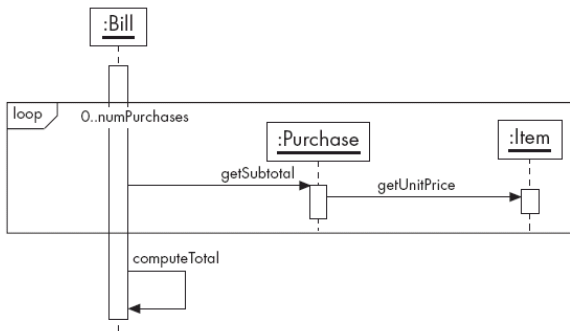 :Bill
loop
0..numPurchases
:Purchase
:Item
getSubtotal
getUnitPrice
computeTotal